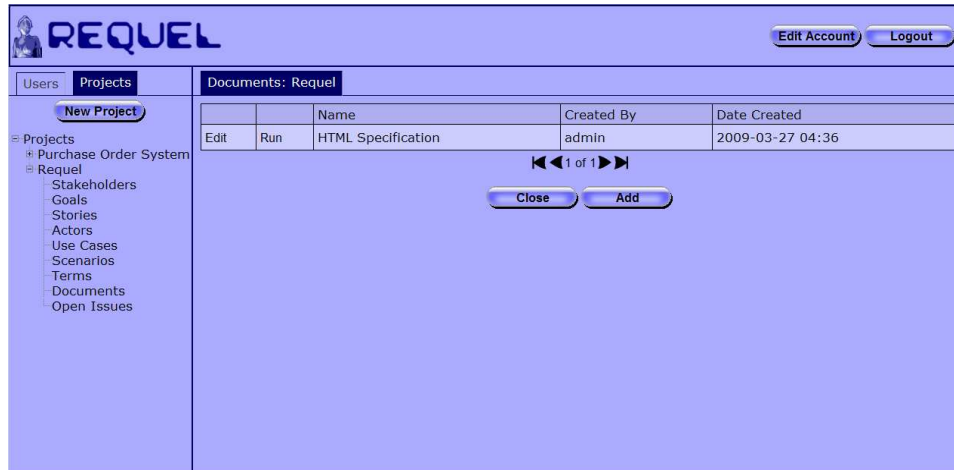 REQUEL
Edit Account Logout
Users Projects
New Project
Projects
Purchase Order System
Requel
Stakeholders
Goals
Stories
Actors
Use Cases
Scenarios
Terms
Documents
Open Issues
Documents: Requel
Name Created By Date Created
Edit Run HTML Specification admin 2009-03-27 04:36
1 of 1
Close Add